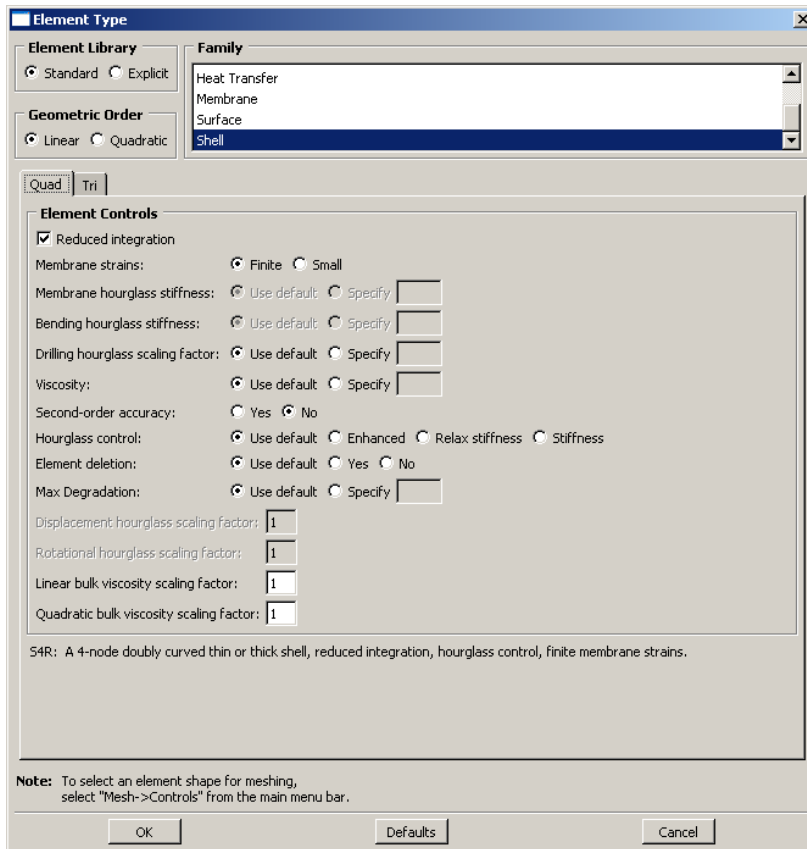 Element Type
Element Library
Standard Explicit
Family
Heat Transfer
Membrane
Surface
Shell
Geometric Order
Linear Quadratic
Quad Tri
Element Controls
Reduced integration
Membrane strains: Finite Small
Membrane hourglass stiffness: Use default Specify
Bending hourglass stiffness: Use default Specify
Drilling hourglass scaling factor: Use default Specify
Viscosity: Use default Specify
Second-order accuracy: Yes No
Hourglass control: Use default Enhanced Relax stiffness Stiffness
Element deletion: Use default Yes No
Max Degradation: Use default Specify
Displacement hourglass scaling factor: 1
Rotational hourglass scaling factor: 1
Linear bulk viscosity scaling factor: 1
Quadratic bulk viscosity scaling factor: 1
S4R: A 4-node doubly curved thin or thick shell, reduced integration, hourglass control, finite membrane strains.
Note: To select an element shape for meshing,
select "Mesh->Controls" from the main menu bar.
OK Defaults Cancel